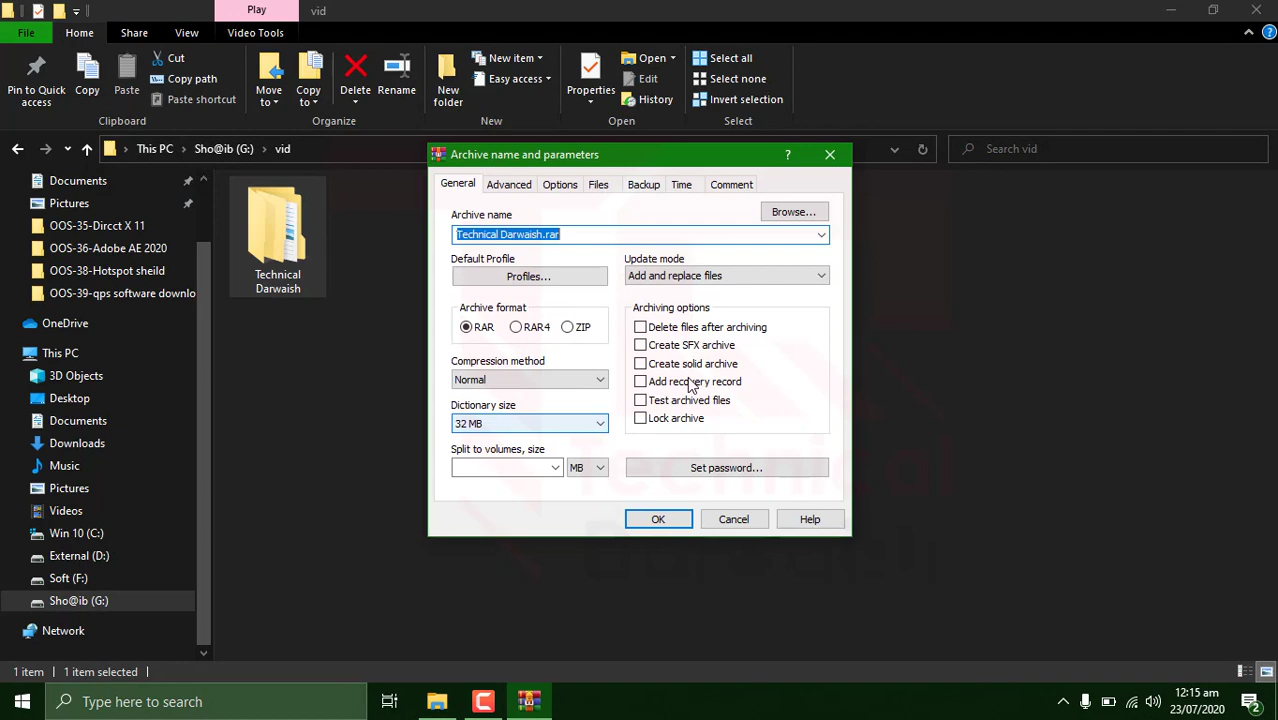 Play
vid
File
Home
Share
View
Video Tools
Pin to Quick access
Copy
Paste
Cut
Copy path
Paste shortcut
Clipboard
Move to
Copy to
Delete
Rename
Organize
New folder
New item
Easy access
New
Properties
Open
Edit
History
Open
Select all
Select none
Invert selection
Select
This PC
Sho@ib (G:)
vid
Search vid
Documents
Pictures
OOS-35-Dircct X 11
OOS-36-Adobe AE 2020
OOS-38-Hotspot sheild
OOS-39-qps software downlo
OneDrive
This PC
3D Objects
Desktop
Documents
Downloads
Music
Pictures
Videos
Win 10 (C:)
External (D:)
Soft (F:)
Sho@ib (G:)
Network
Technical
Darwaish
Archive name and parameters
?
General
Advanced
Options
Files
Backup
Time
Comment
Archive name
Browse...
Technical Darwaish.rar
Default Profile
Profiles...
Update mode
Add and replace files
Archive format
RAR
RAR4
ZIP
Compression method
Normal
Dictionary size
32 MB
Split to volumes, size
MB
Archiving options
Delete files after archiving
Create SFX archive
Create solid archive
Add recovery record
Test archived files
Lock archive
Set password...
OK
Cancel
Help
Technical
1 item
1 item selected
Type here to search
12:15 am
23/07/2020
2